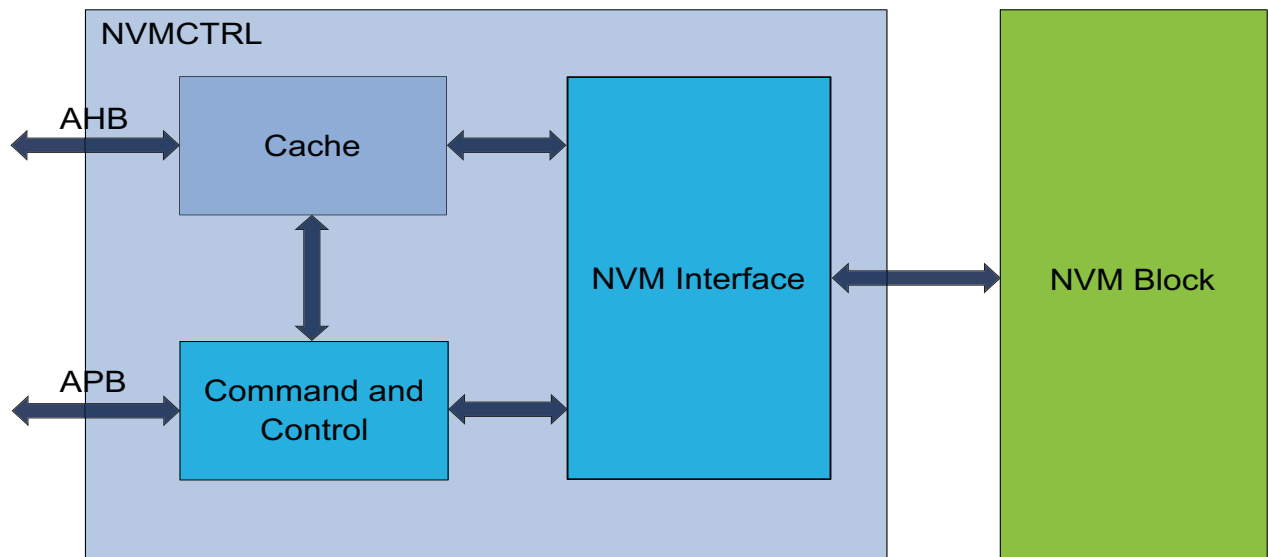 NVMCTRL
AHB
Cache
NVM Interface
NVM Block
APB
Command and
Control